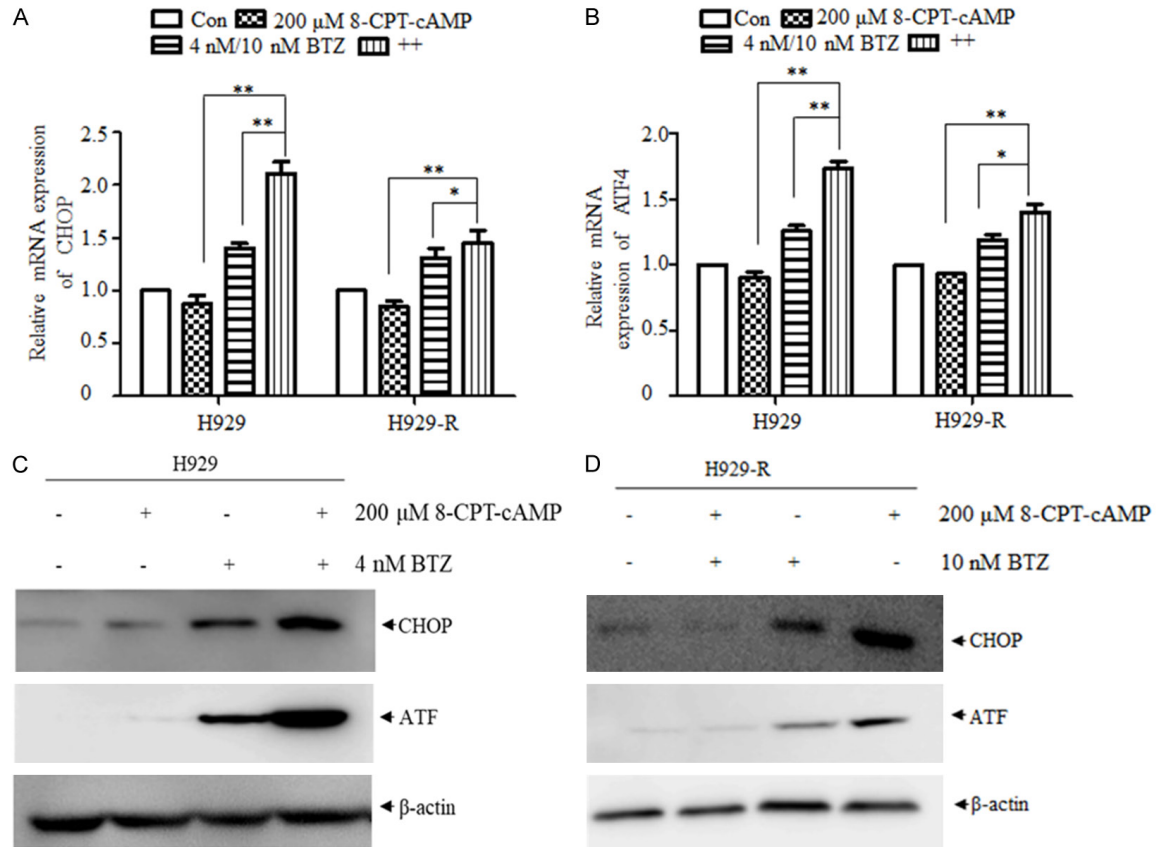 A
Con 200 µM 8-CPT-cAMP
4 nM/10 nM BTZ ++
Relative mRNA expression
of CHOP
2.5
2.0
1.5
1.0
0.5
0
** ** ** *
H929 H929-R
B
Con 200 µM 8-CPT-cAMP
4 nM/10 nM BTZ ++
Relative mRNA
expression of ATF4
2.0
1.5
1.0
0.5
0
** ** ** *
H929 H929-R
C
H929
- + - + 200 µM 8-CPT-cAMP
- - + + 4 nM BTZ
CHOP
ATF
β-actin
D
H929-R
- + - + 200 µM 8-CPT-cAMP
- + + - 10 nM BTZ
CHOP
ATF
β-actin